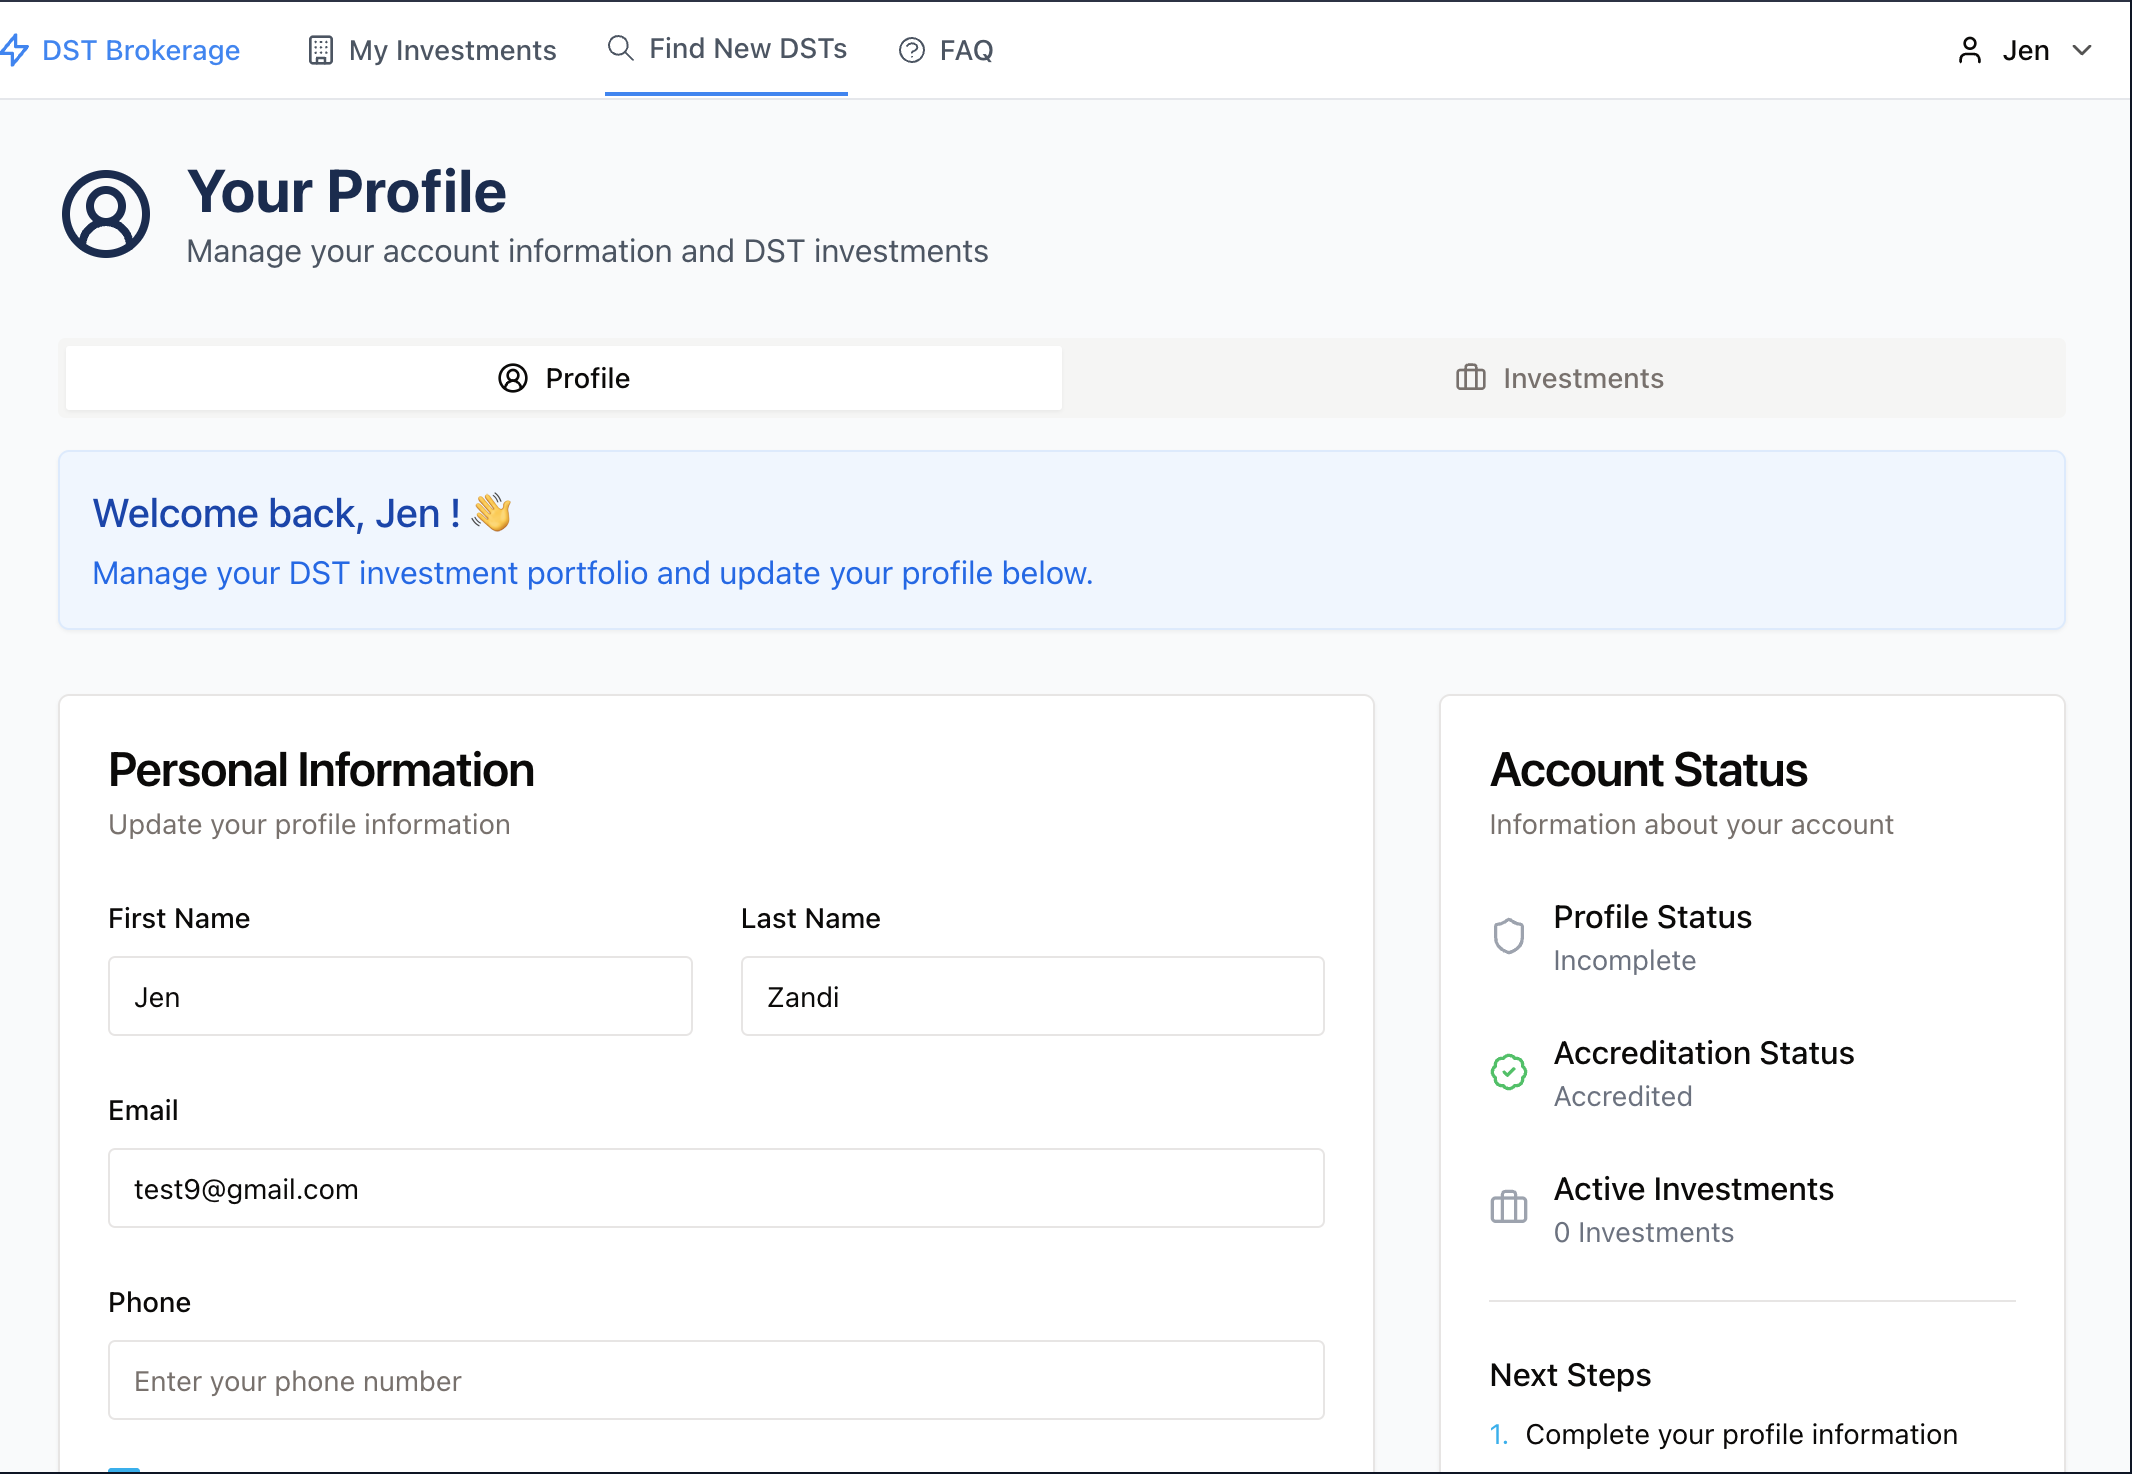 DST Brokerage
My Investments
Find New DSTs
FAQ
Jen
Your Profile
Manage your account information and DST investments
Profile
Investments
Welcome back, Jen ! 👋
Manage your DST investment portfolio and update your profile below.
Personal Information
Update your profile information
First Name
Last Name
Jen
Zandi
Email
test9@gmail.com
Phone
Enter your phone number
Account Status
Information about your account
Profile Status
Incomplete
Accreditation Status
Accredited
Active Investments
0 Investments
Next Steps
1. Complete your profile information